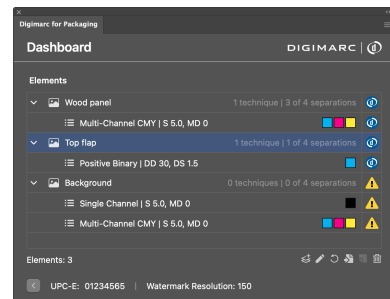 Digimarc for Packaging
Dashboard
DIGIMARC
Elements
Wood panel 1 technique | 3 of 4 separations
Multi-Channel CMY | S 5.0, MD 0
Top flap 1 technique | 1 of 4 separations
Positive Binary | DD 30, DS 1.5
Background 0 techniques | 0 of 4 separations
Single Channel | S 5.0, MD 0
Multi-Channel CMY | S 5.0, MD 0
Elements: 3
UPC-E: 01234565 | Watermark Resolution: 150